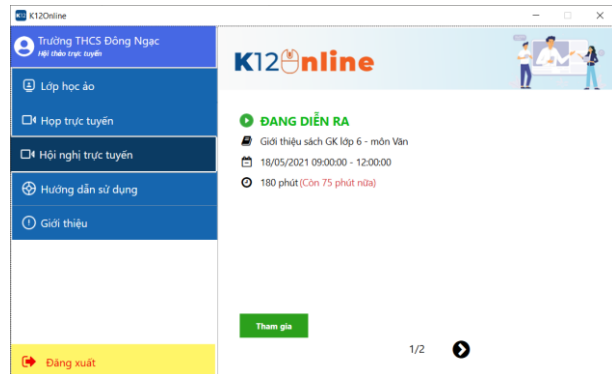 K12 K12Online
Trường THCS Đông Ngạc
Hội thảo trực tuyến
Lớp học ảo
Họp trực tuyến
Hội nghị trực tuyến
Hướng dẫn sử dụng
Giới thiệu
Đăng xuất
K12Online
ĐANG DIỄN RA
Giới thiệu sách GK lớp 6 - môn Văn
18/05/2021 09:00:00 - 12:00:00
180 phút (Còn 75 phút nữa)
Tham gia
1/2